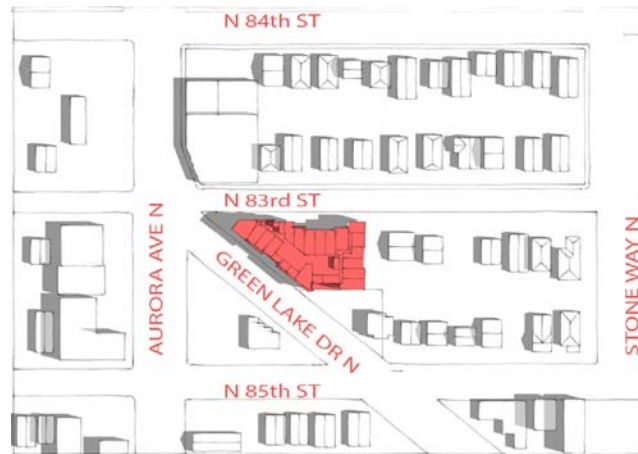 N 84th ST
N 83rd ST
AURORA AVE N
GREEN LAKE DR N
STONE WAY N
N 85th ST